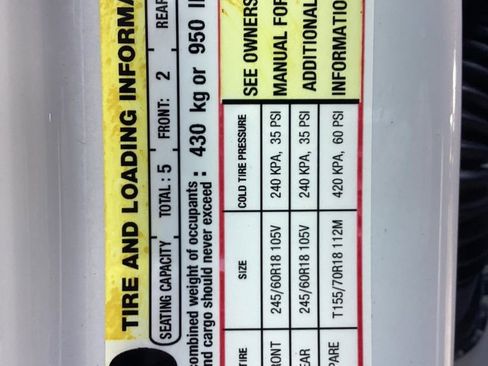 TIRE AND LOADING INFORMA
SEATING CAPACITY TOTAL : 5 FRONT: 2 REAR
combined weight of occupants
nd cargo should never exceed : 430 kg or 950 l
TIRE SIZE COLD TIRE PRESSURE SEE OWNERS
RONT 245/60R18 105V 240 KPA, 35 PSI MANUAL FOR
EAR 245/60R18 105V 240 KPA, 35 PSI ADDITIONAL
PARE T155/70R18 112M 420 KPA, 60 PSI INFORMATION